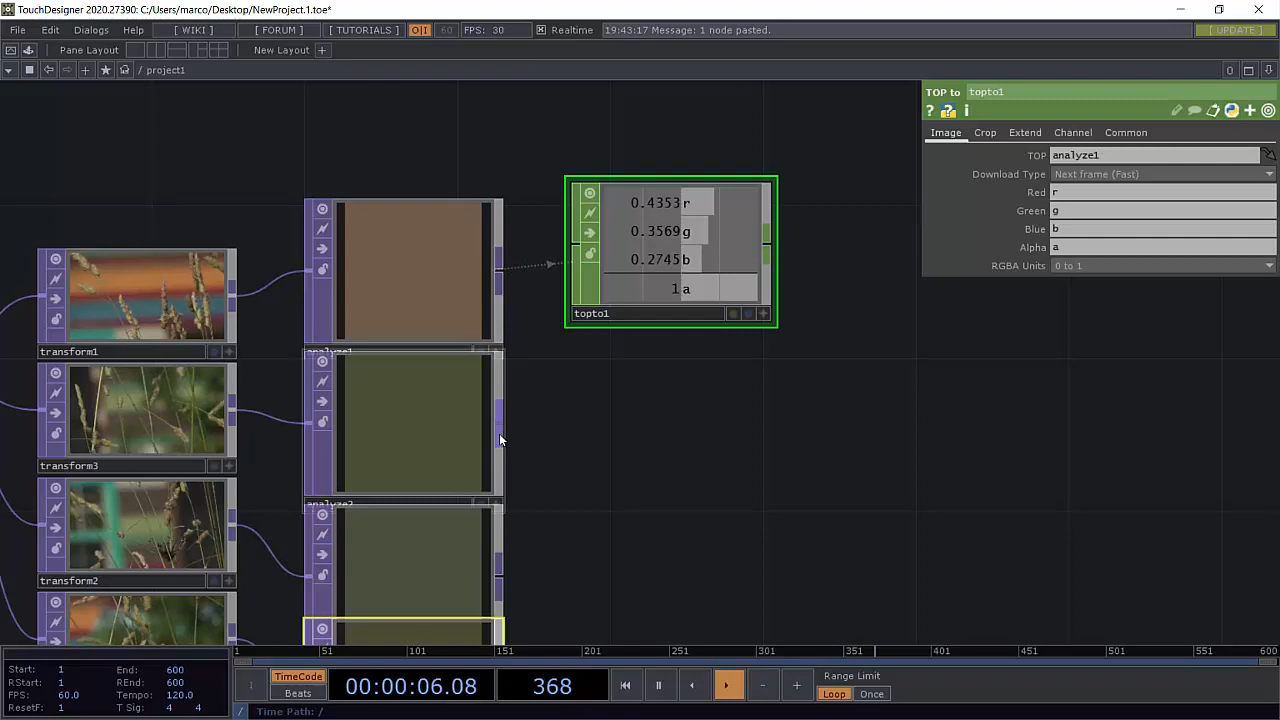 TouchDesigner 2020.27390: C:/Users/marco/Desktop/NewProject.1.toe*
File Edit Dialogs Help [ WIKI ] [ FORUM ] [ TUTORIALS ] O|I 60 FPS: 30 Realtime 19:43:17 Message: 1 node pasted. [ UPDATE ]
Pane Layout New Layout +
/ project1 0
TOP to topto1
? ? i
Image Crop Extend Channel Common
TOP analyze1
Download Type Next frame (Fast)
Red r
Green g
Blue b
Alpha a
RGBA Units 0 to 1
0.4353 r
0.3569 g
0.2745 b
1 a
topto1
transform1
analyze1
transform3
analyze2
transform2
1 51 101 151 201 251 301 351 401 451 501 551 600
Start: 1 End: 600
RStart: 1 REnd: 600
FPS: 60.0 Tempo: 120.0
ResetF: 1 T Sig: 4 4
TimeCode
Beats
00:00:06.08
368
Range Limit
Loop Once
/ Time Path: /